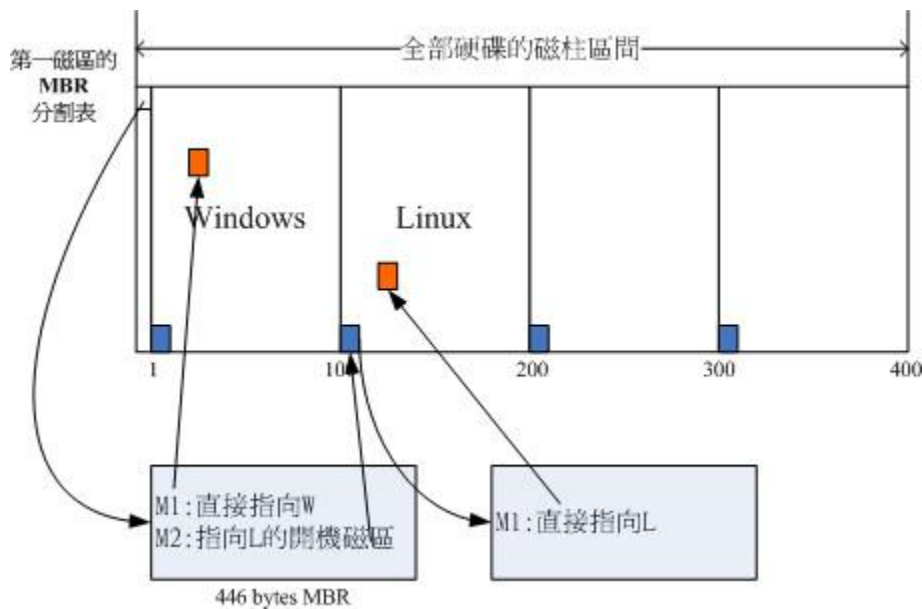 全部硬碟的磁柱區間
第一磁區的
MBR
分割表
Windows
Linux
1
100
200
300
400
M1:直接指向W
M2:指向L的開機磁區
M1:直接指向L
446 bytes MBR